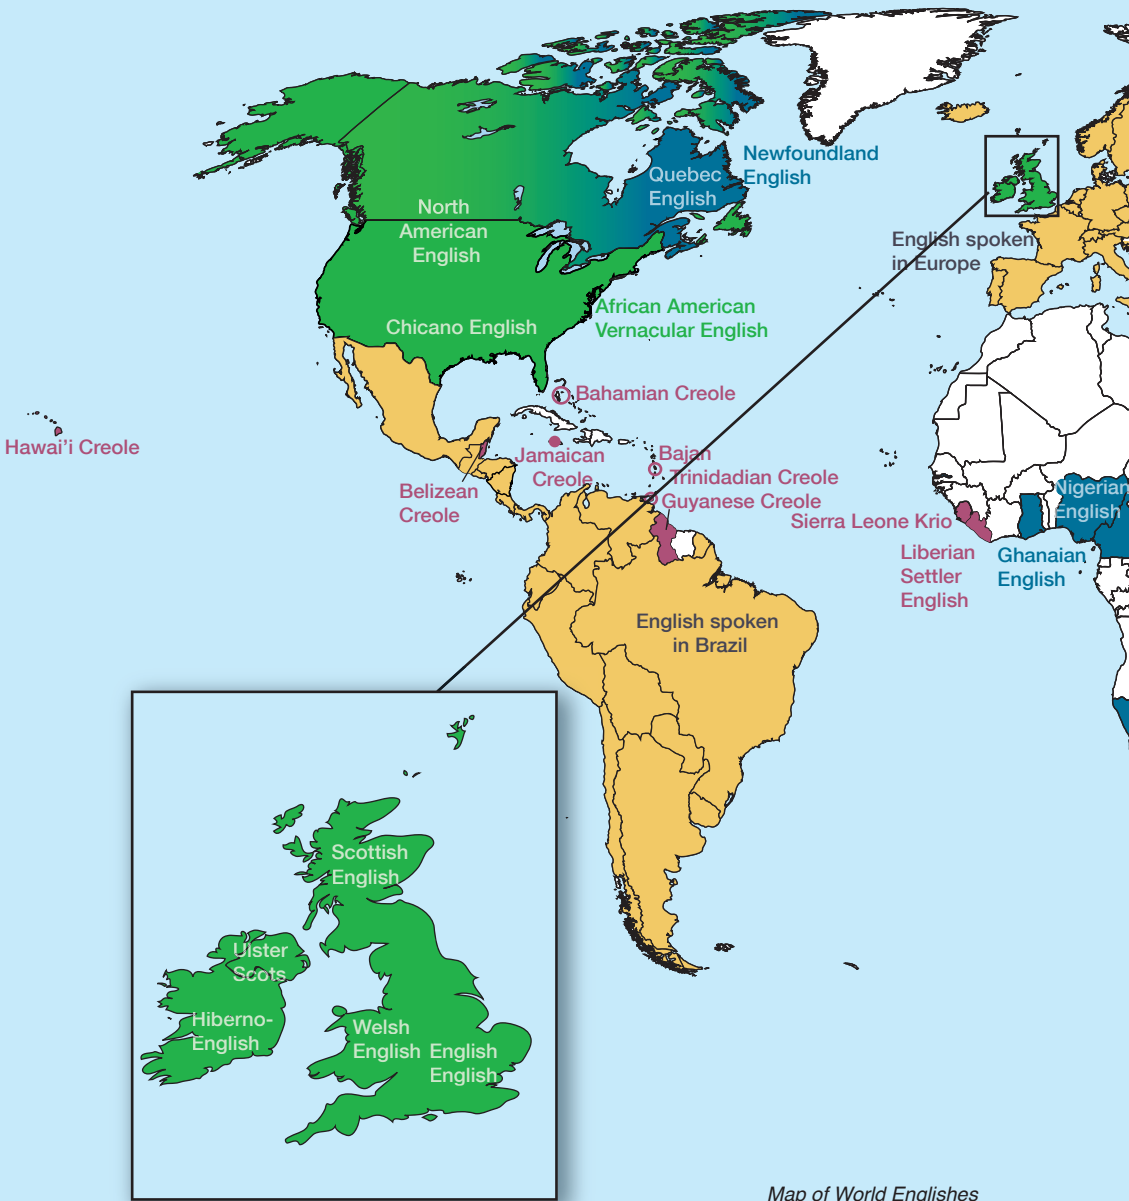 Newfoundland
English
Quebec
English
North
American
English
English spoken
in Europe
African American
Vernacular English
Chicano English
Bahamian Creole
Hawai'i Creole
Jamaican
Creole
Bajan
Trinidadian Creole
Guyanese Creole
Belizean
Creole
Nigerian
English
Sierra Leone Krio
Liberian
Settler
English
Ghanaian
English
English spoken
in Brazil
Scottish
English
Ulster
Scots
Hiberno-
English
Welsh
English
English
English
Map of World Englishes